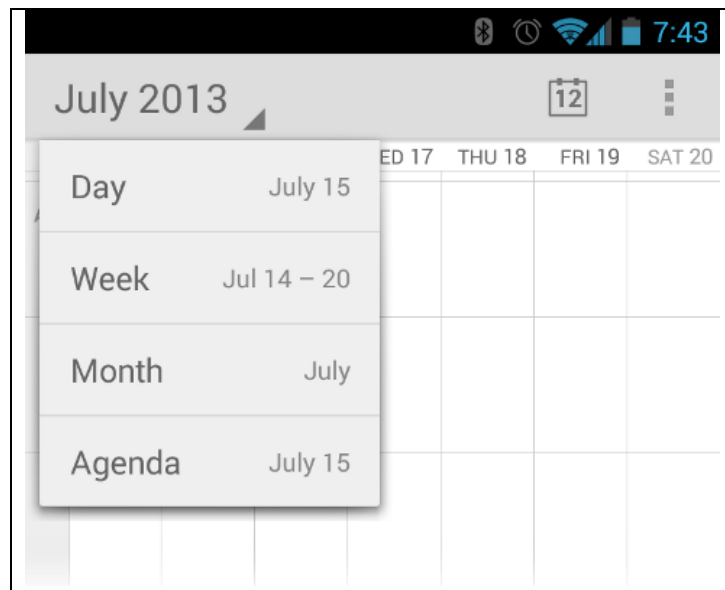 7:43
July 2013 12
ED 17 THU 18 FRI 19 SAT 20
Day July 15
Week Jul 14 – 20
Month July
Agenda July 15